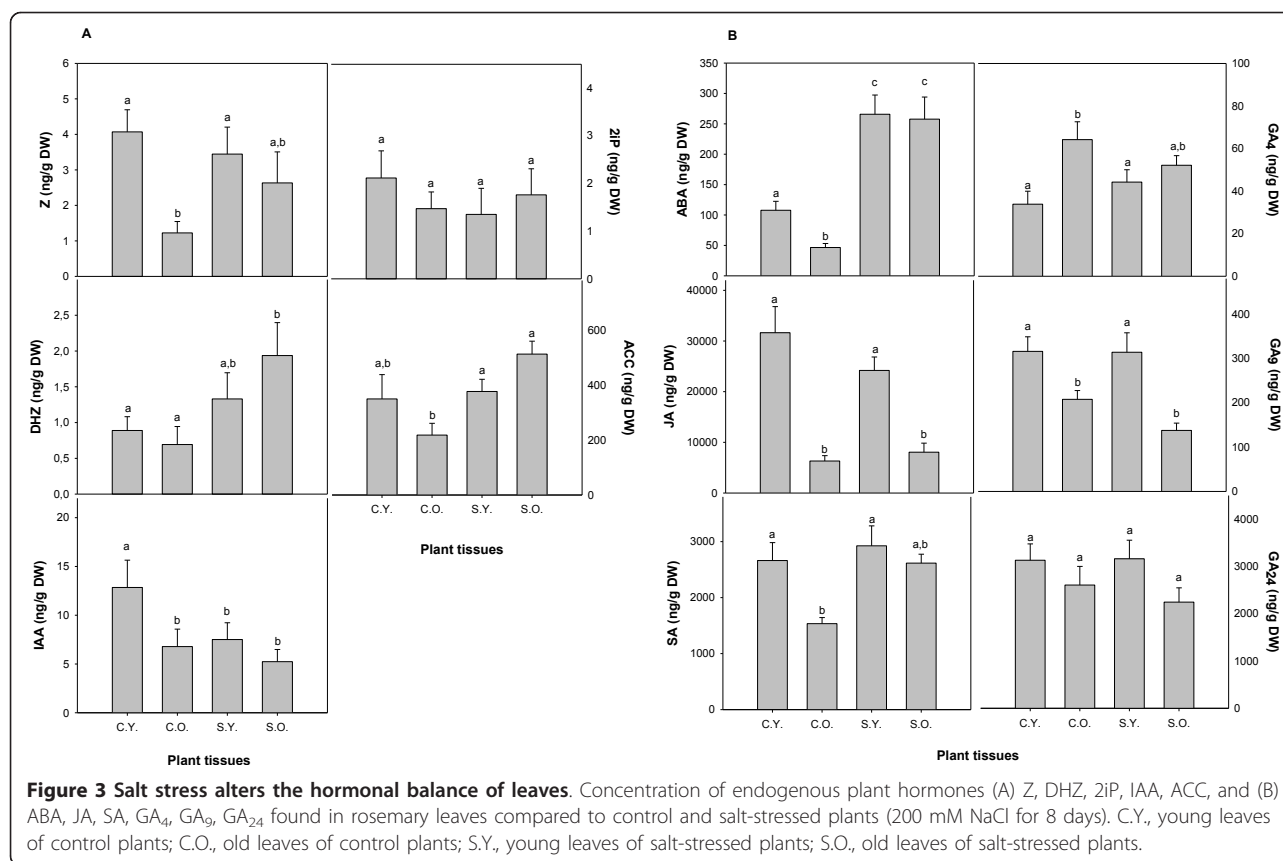 A
B
6
5
4
3
2
1
0
Z (ng/g DW)
a
b
a
a,b
4
3
2
1
0
2iP (ng/g DW)
a
a
a
a
2,5
2,0
1,5
1,0
0,5
0,0
DHZ (ng/g DW)
a
a
a,b
b
600
400
200
0
ACC (ng/g DW)
a,b
b
a
a
C.Y. C.O. S.Y. S.O.
Plant tissues
20
15
10
5
0
IAA (ng/g DW)
a
b
b
b
C.Y. C.O. S.Y. S.O.
Plant tissues
350
300
250
200
150
100
50
0
ABA (ng/g DW)
a
b
c
c
100
80
60
40
20
0
GA4 (ng/g DW)
a
b
a
a,b
40000
30000
20000
10000
0
JA (ng/g DW)
a
b
a
b
400
300
200
100
0
GA9 (ng/g DW)
a
b
a
b
3000
2000
1000
0
SA (ng/g DW)
a
b
a
a,b
4000
3000
2000
1000
0
GA24 (ng/g DW)
a
a
a
a
C.Y. C.O. S.Y. S.O.
C.Y. C.O. S.Y. S.O.
Plant tissues
Figure 3 Salt stress alters the hormonal balance of leaves. Concentration of endogenous plant hormones (A) Z, DHZ, 2iP, IAA, ACC, and (B)
ABA, JA, SA, GA4, GA9, GA24 found in rosemary leaves compared to control and salt-stressed plants (200 mM NaCl for 8 days). C.Y., young leaves
of control plants; C.O., old leaves of control plants; S.Y., young leaves of salt-stressed plants; S.O., old leaves of salt-stressed plants.